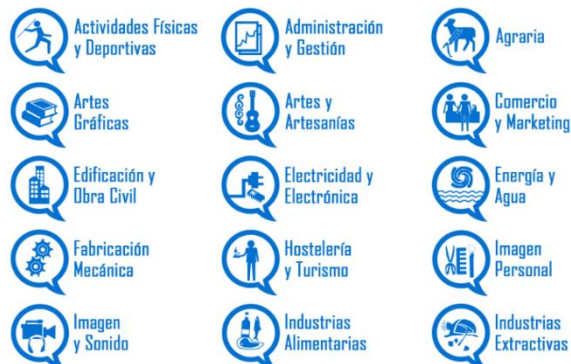 Actividades Físicas
y Deportivas
Administración
y Gestión
Agraria
Artes
Gráficas
Artes y
Artesanías
Comercio
y Marketing
Edificación y
Obra Civil
Electricidad y
Electrónica
Energía y
Agua
Fabricación
Mecánica
Hostelería
y Turismo
Imagen
Personal
Imagen
y Sonido
Industrias
Alimentarias
Industrias
Extractivas